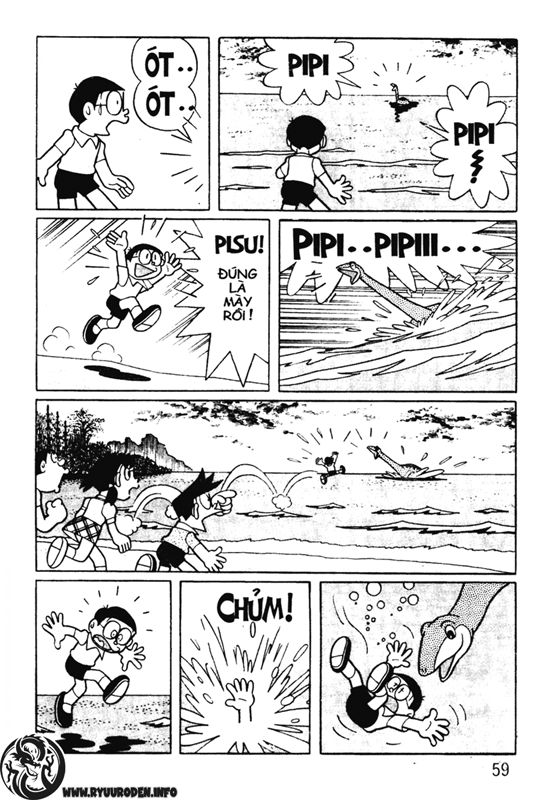 ÓT..
ÓT..
PIPI
PIPI
PISU!
ĐÚNG
LÀ
MÀY
RỒI!
PIPI..PIPIII...
CHỦM!
59
WWW.RYUURODEN.INFO